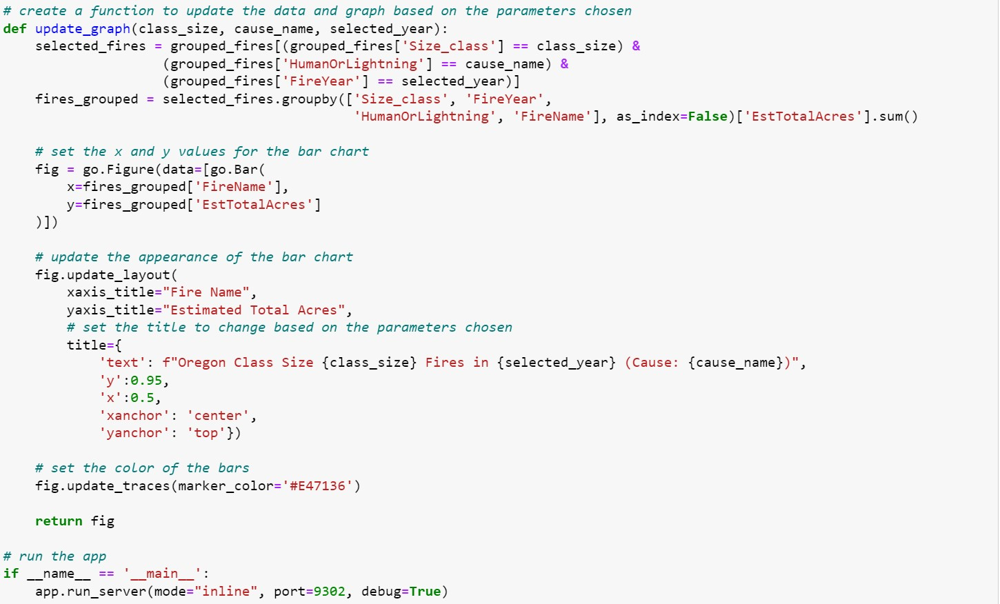 # create a function to update the data and graph based on the parameters chosen
def update_graph(class_size, cause_name, selected_year):
    selected_fires = grouped_fires[(grouped_fires['Size_class'] == class_size) &
                    (grouped_fires['HumanOrLightning'] == cause_name) &
                    (grouped_fires['FireYear'] == selected_year)]
    fires_grouped = selected_fires.groupby(['Size_class', 'FireYear',
                                            'HumanOrLightning', 'FireName'], as_index=False)['EstTotalAcres'].sum()

    # set the x and y values for the bar chart
    fig = go.Figure(data=[go.Bar(
        x=fires_grouped['FireName'],
        y=fires_grouped['EstTotalAcres']
    )])

    # update the appearance of the bar chart
    fig.update_layout(
        xaxis_title="Fire Name",
        yaxis_title="Estimated Total Acres",
        # set the title to change based on the parameters chosen
        title={
            'text': f"Oregon Class Size {class_size} Fires in {selected_year} (Cause: {cause_name})",
            'y':0.95,
            'x':0.5,
            'xanchor': 'center',
            'yanchor': 'top'})

    # set the color of the bars
    fig.update_traces(marker_color='#E47136')

    return fig

# run the app
if __name__ == '__main__':
    app.run_server(mode="inline", port=9302, debug=True)